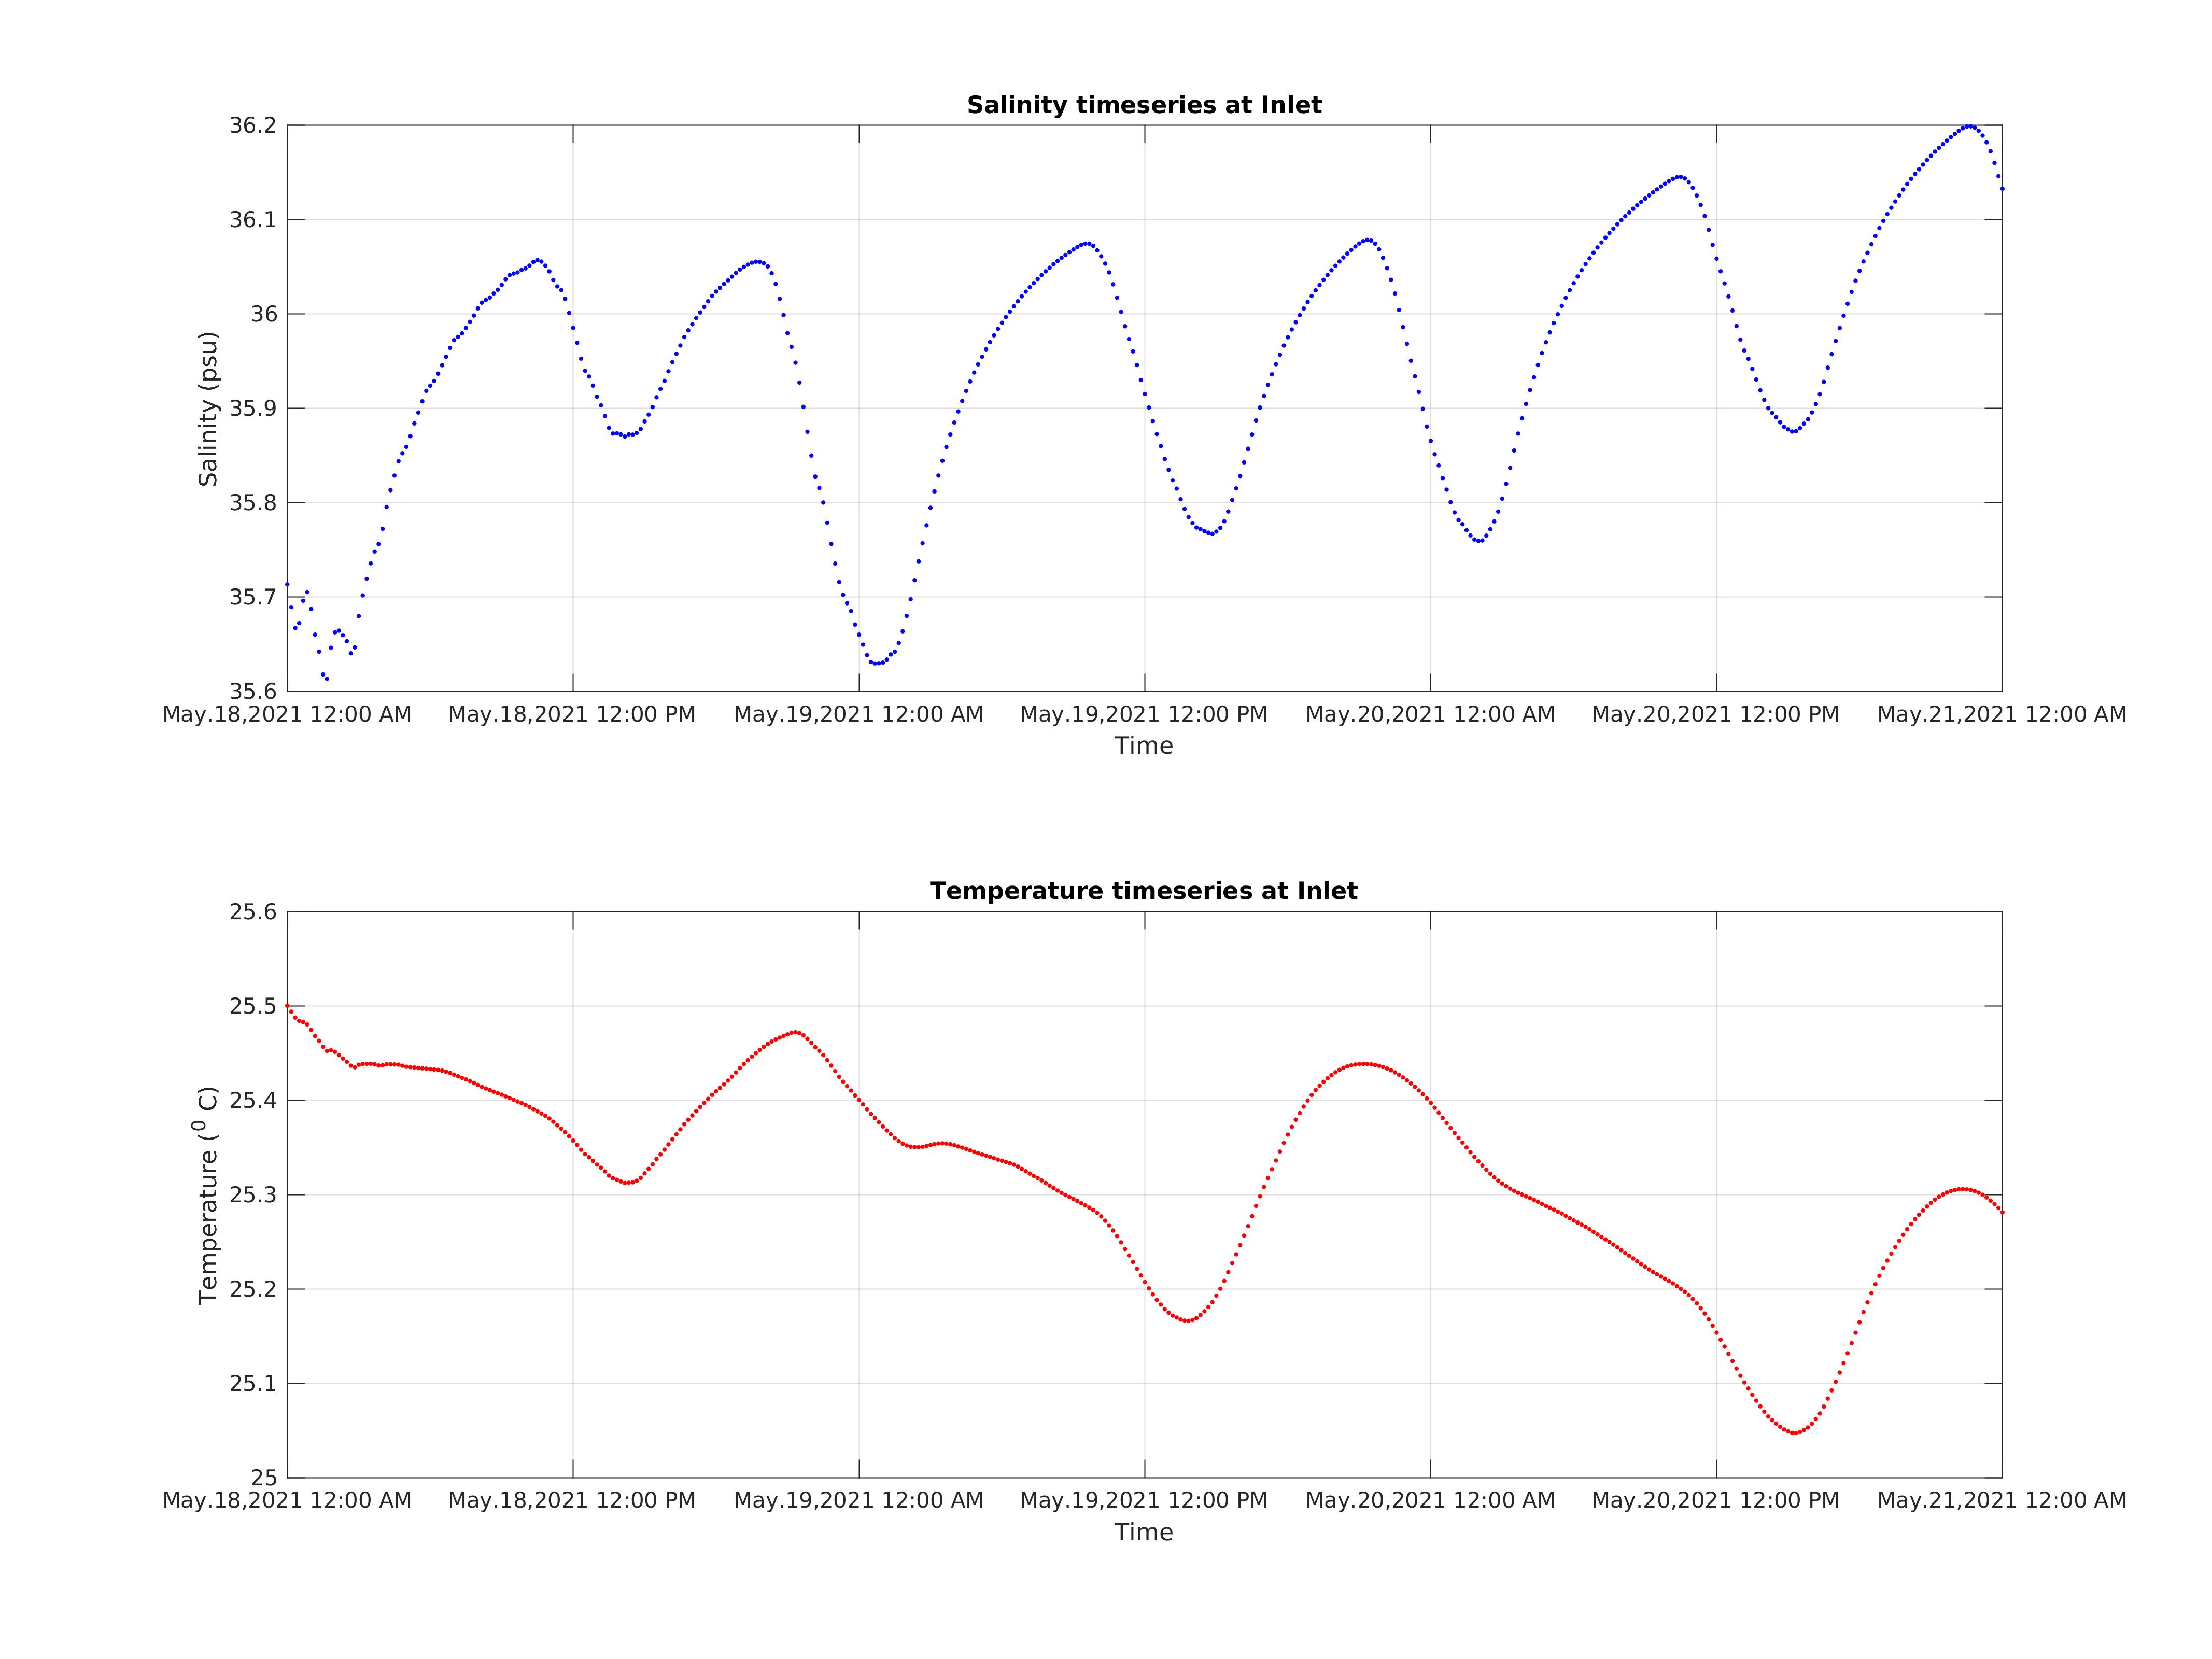 Salinity timeseries at Inlet
36.2
36.1
36
35.9
35.8
35.7
35.6
Salinity (psu)
May.18,2021 12:00 AM May.18,2021 12:00 PM May.19,2021 12:00 AM May.19,2021 12:00 PM May.20,2021 12:00 AM May.20,2021 12:00 PM May.21,2021 12:00 AM
Time
Temperature timeseries at Inlet
25.6
25.5
25.4
25.3
25.2
25.1
25
Temperature (⁰ C)
May.18,2021 12:00 AM May.18,2021 12:00 PM May.19,2021 12:00 AM May.19,2021 12:00 PM May.20,2021 12:00 AM May.20,2021 12:00 PM May.21,2021 12:00 AM
Time